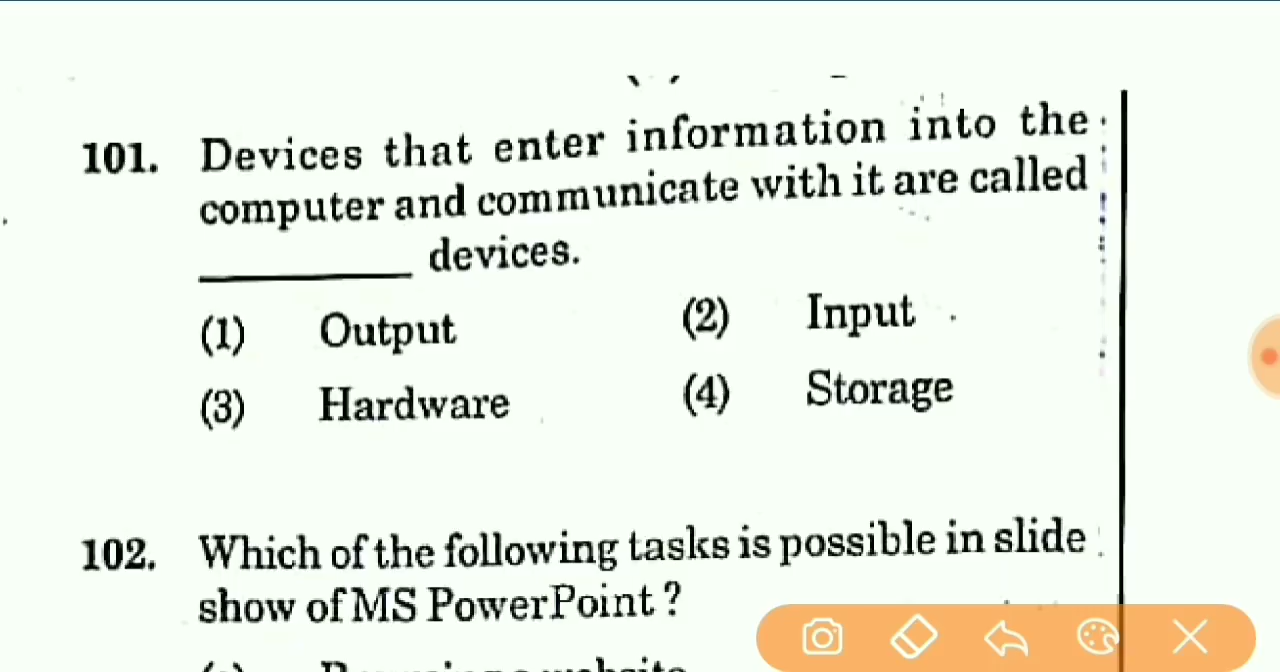 101. Devices that enter information into the
computer and communicate with it are called
__________ devices.
(1) Output (2) Input
(3) Hardware (4) Storage
102. Which of the following tasks is possible in slide
show of MS PowerPoint ?